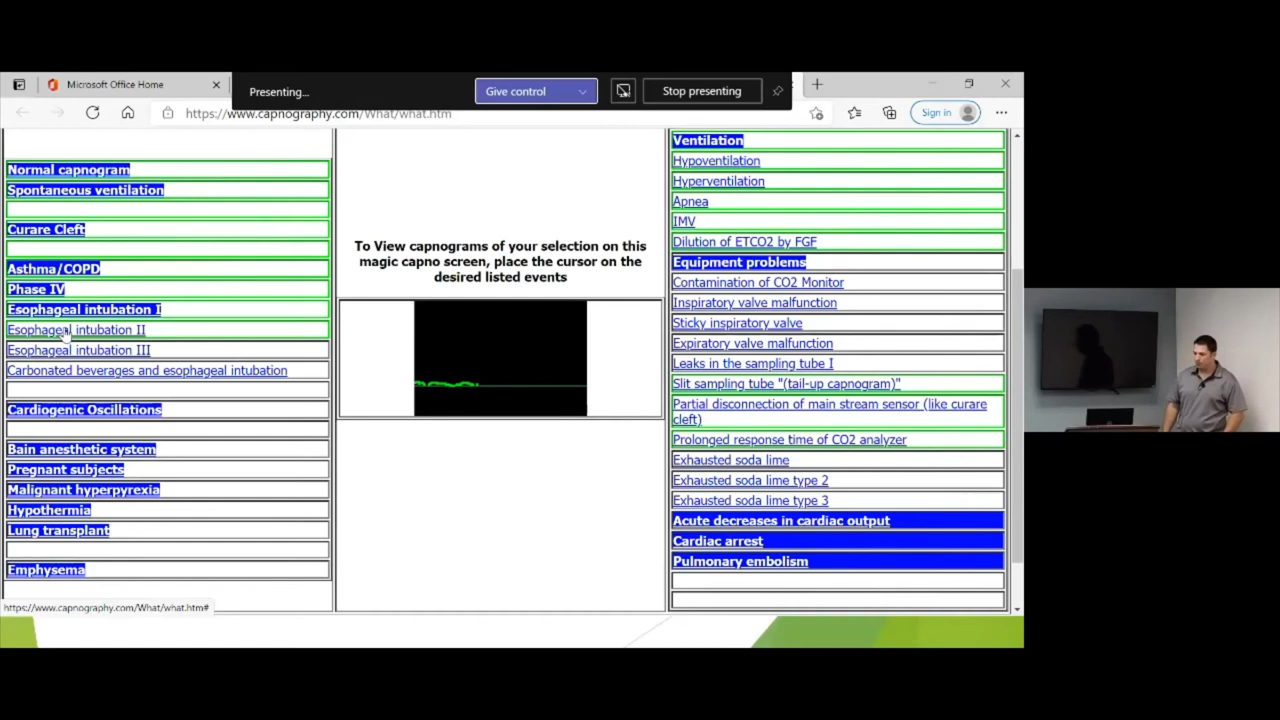 Microsoft Office Home
Presenting...
Give control
Stop presenting
https://www.capnography.com/What/what.htm
Sign in
Normal capnogram
Spontaneous ventilation
Curare Cleft
Asthma/COPD
Phase IV
Esophageal intubation I
Esophageal intubation II
Esophageal intubation III
Carbonated beverages and esophageal intubation
Cardiogenic Oscillations
Bain anesthetic system
Pregnant subjects
Malignant hyperpyrexia
Hypothermia
Lung transplant
Emphysema
https://www.capnography.com/What/what.htm#
To View capnograms of your selection on this
magic capno screen, place the cursor on the
desired listed events
Ventilation
Hypoventilation
Hyperventilation
Apnea
IMV
Dilution of ETCO2 by FGF
Equipment problems
Contamination of CO2 Monitor
Inspiratory valve malfunction
Sticky inspiratory valve
Expiratory valve malfunction
Leaks in the sampling tube I
Slit sampling tube "(tail-up capnogram)"
Partial disconnection of main stream sensor (like curare
cleft)
Prolonged response time of CO2 analyzer
Exhausted soda lime
Exhausted soda lime type 2
Exhausted soda lime type 3
Acute decreases in cardiac output
Cardiac arrest
Pulmonary embolism